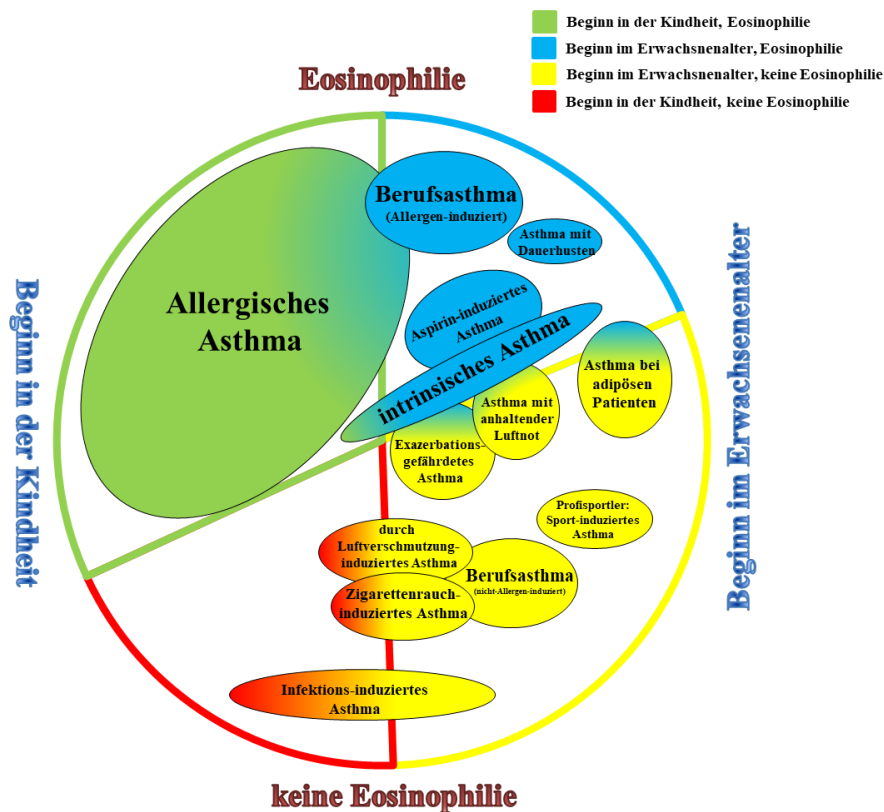 Beginn in der Kindheit, Eosinophilie
Beginn im Erwachsnenalter, Eosinophilie
Beginn im Erwachsnenalter, keine Eosinophilie
Beginn in der Kindheit, keine Eosinophilie
Eosinophilie
Berufsasthma
(Allergen-induziert)
Asthma mit
Dauerhusten
Allergisches
Asthma
Aspirin-induziertes
Asthma
intrinsisches Asthma
Asthma bei
adipösen
Patienten
Asthma mit
anhaltender
Luftnot
Exazerbations-
gefährdetes
Asthma
Beginn in der Kindheit
Beginn im Erwachsenenalter
Profisportler:
Sport-induziertes
Asthma
durch
Luftverschmutzung-
induziertes Asthma
Berufsasthma
(nicht-Allergen-induziert)
Zigarettenrauch-
induziertes Asthma
Infektions-induziertes
Asthma
keine Eosinophilie